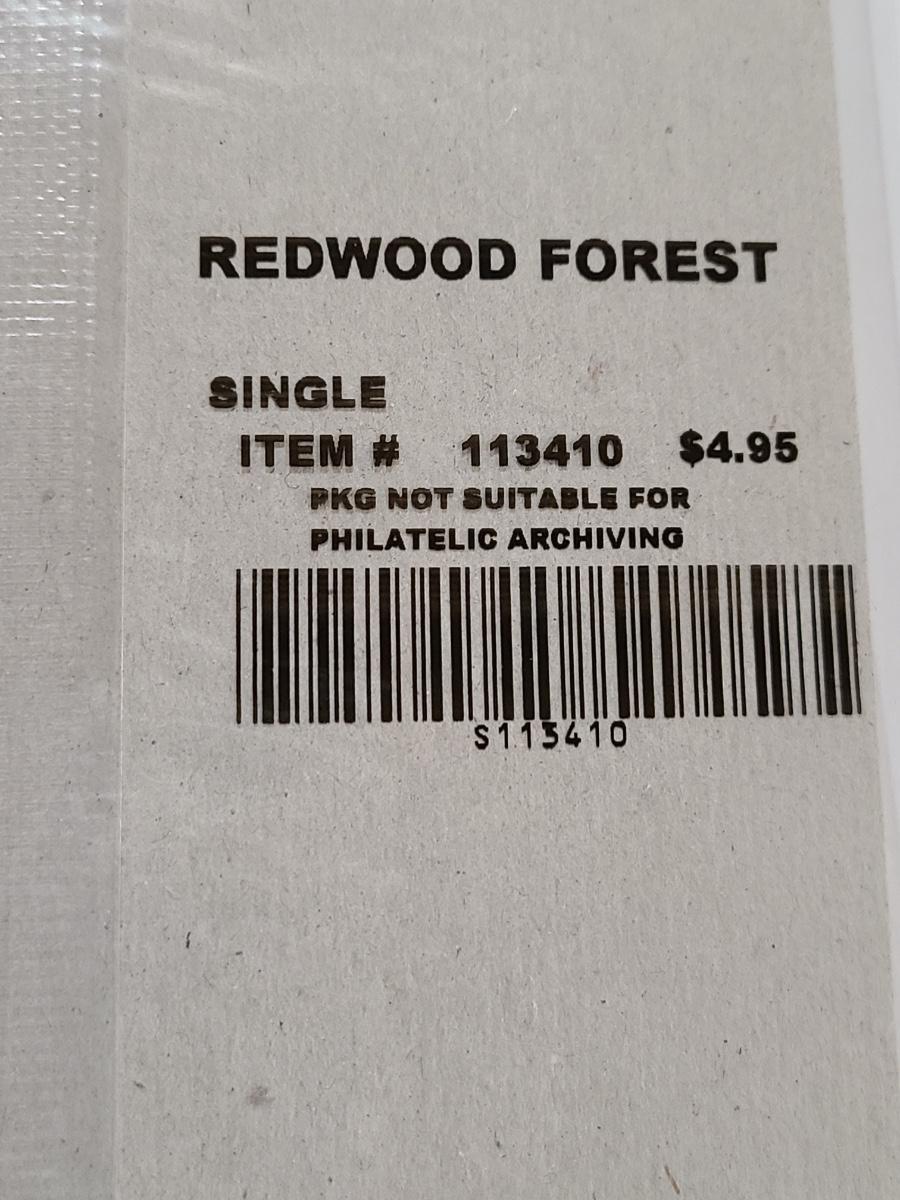 REDWOOD FOREST
SINGLE
ITEM # 113410 $4.95
PKG NOT SUITABLE FOR
PHILATELIC ARCHIVING
S113410